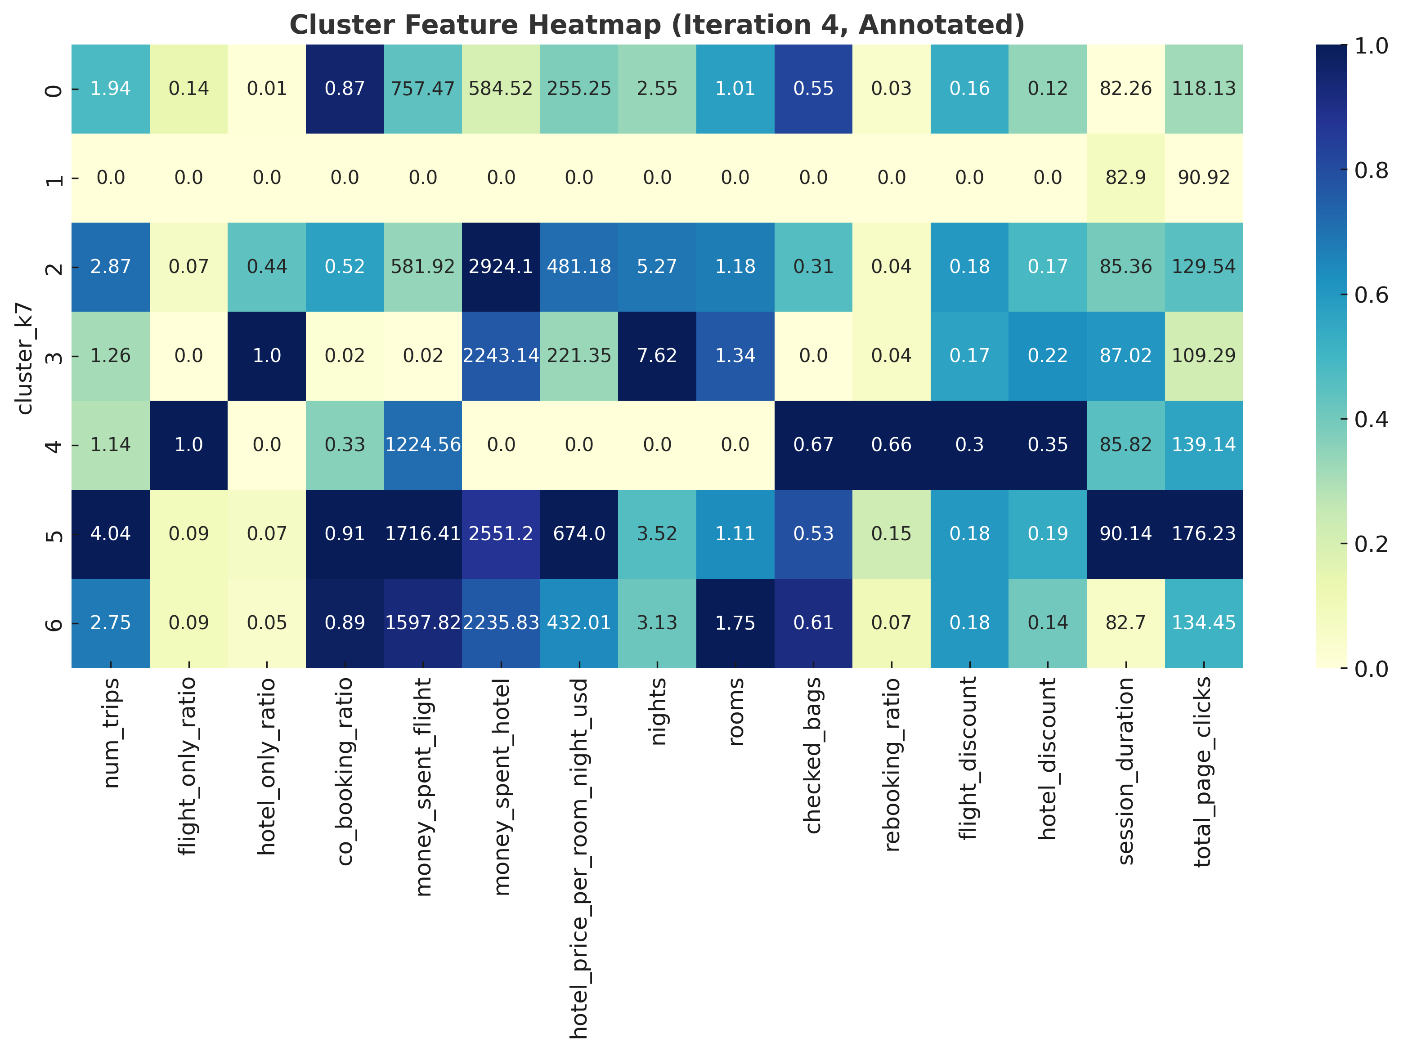 Cluster Feature Heatmap (Iteration 4, Annotated)
cluster_k7
0 1.94 0.14 0.01 0.87 757.47 584.52 255.25 2.55 1.01 0.55 0.03 0.16 0.12 82.26 118.13
1 0.0 0.0 0.0 0.0 0.0 0.0 0.0 0.0 0.0 0.0 0.0 0.0 0.0 82.9 90.92
2 2.87 0.07 0.44 0.52 581.92 2924.1 481.18 5.27 1.18 0.31 0.04 0.18 0.17 85.36 129.54
3 1.26 0.0 1.0 0.02 0.02 2243.14 221.35 7.62 1.34 0.0 0.04 0.17 0.22 87.02 109.29
4 1.14 1.0 0.0 0.33 1224.56 0.0 0.0 0.0 0.0 0.67 0.66 0.3 0.35 85.82 139.14
5 4.04 0.09 0.07 0.91 1716.41 2551.2 674.0 3.52 1.11 0.53 0.15 0.18 0.19 90.14 176.23
6 2.75 0.09 0.05 0.89 1597.82 2235.83 432.01 3.13 1.75 0.61 0.07 0.18 0.14 82.7 134.45
num_trips
flight_only_ratio
hotel_only_ratio
co_booking_ratio
money_spent_flight
money_spent_hotel
hotel_price_per_room_night_usd
nights
rooms
checked_bags
rebooking_ratio
flight_discount
hotel_discount
session_duration
total_page_clicks
1.0
0.8
0.6
0.4
0.2
0.0